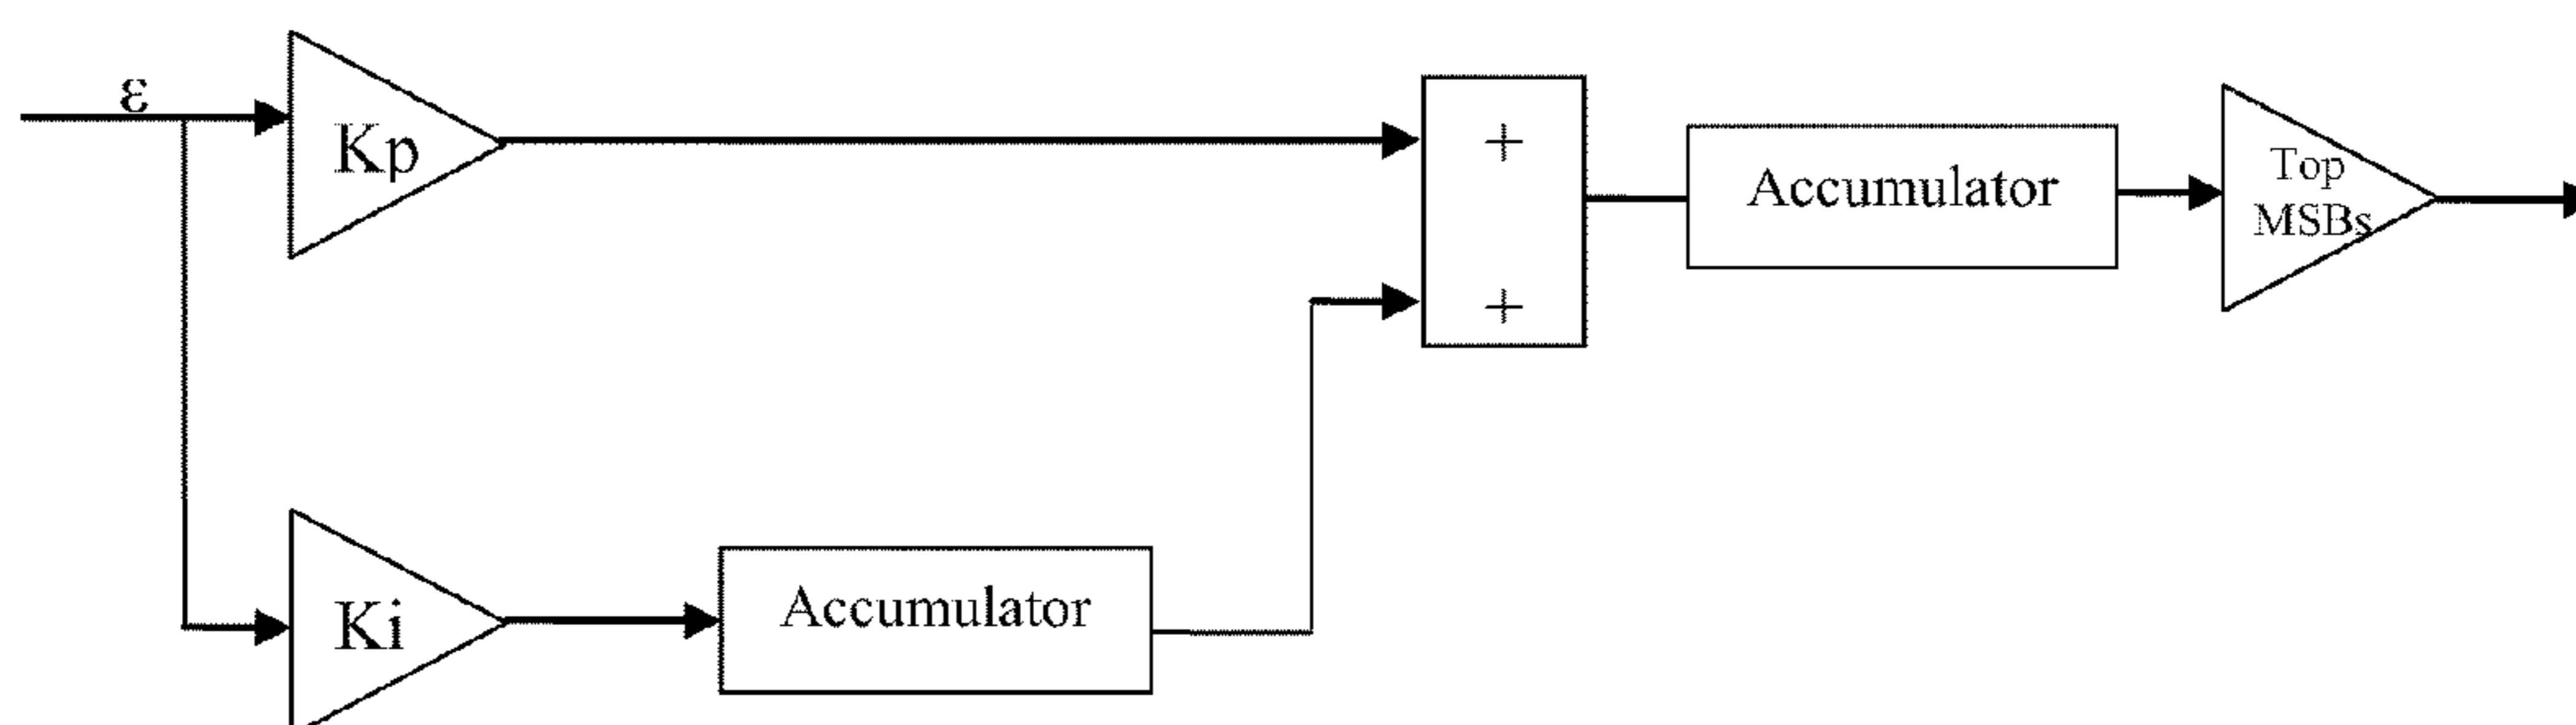 ε
Kp
+
Accumulator
Top
MSBs
+
Ki
Accumulator